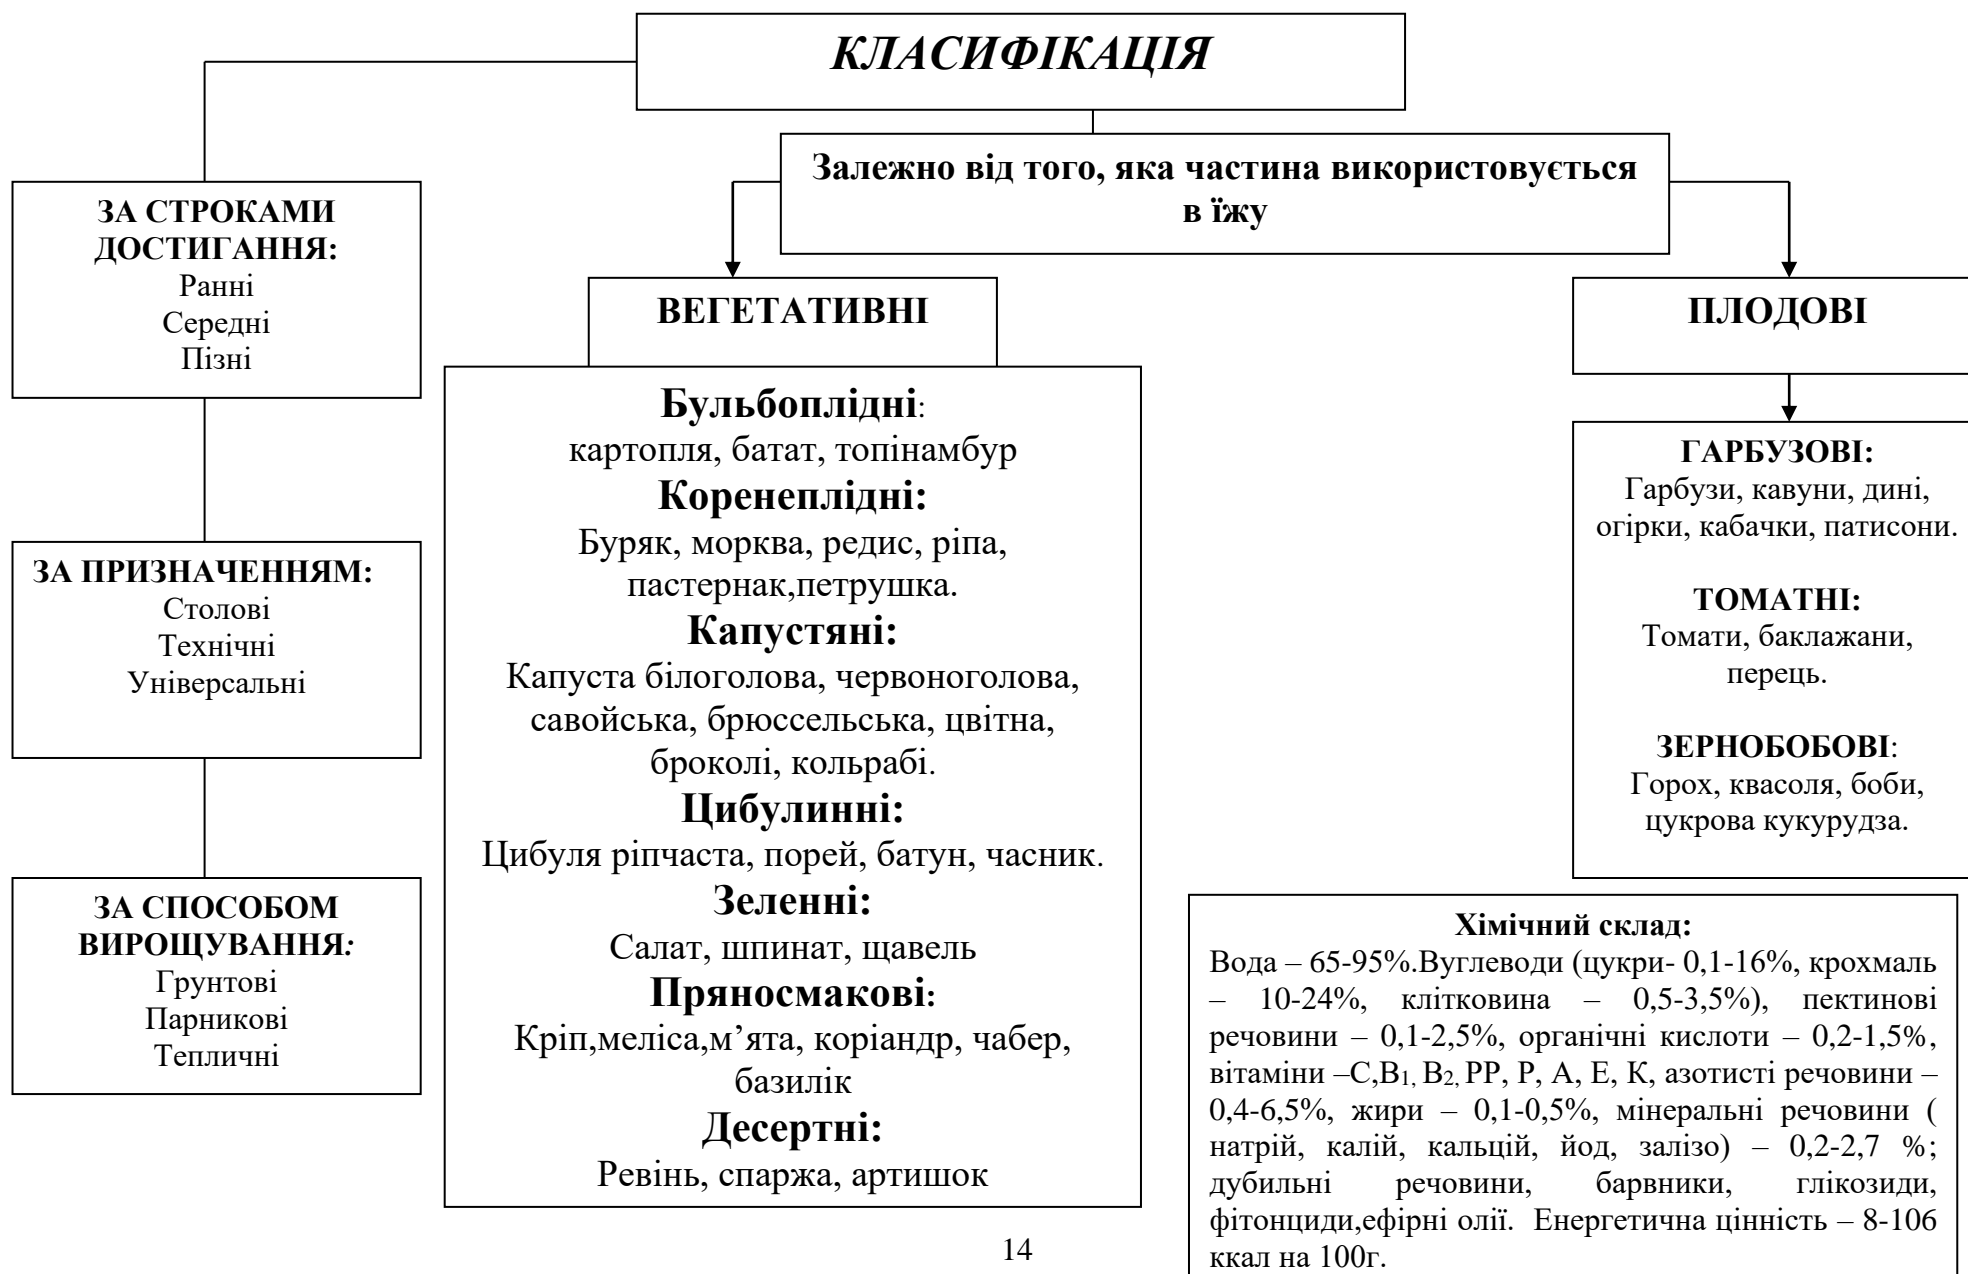 КЛАСИФІКАЦІЯ
Залежно від того, яка частина використовується
в їжу
ЗА СТРОКАМИ
ДОСТИГАННЯ:
Ранні
Середні
Пізні
ЗА ПРИЗНАЧЕННЯМ:
Столові
Технічні
Універсальні
ЗА СПОСОБОМ
ВИРОЩУВАННЯ:
Грунтові
Парникові
Тепличні
ВЕГЕТАТИВНІ
Бульбоплідні:
картопля, батат, топінамбур
Коренеплідні:
Буряк, морква, редис, ріпа,
пастернак,петрушка.
Капустяні:
Капуста білоголова, червоноголова,
савойська, брюссельська, цвітна,
броколі, кольрабі.
Цибулинні:
Цибуля ріпчаста, порей, батун, часник.
Зеленні:
Салат, шпинат, щавель
Пряносмакові:
Кріп,меліса,м’ята, коріандр, чабер,
базилік
Десертні:
Ревінь, спаржа, артишок
ПЛОДОВІ
ГАРБУЗОВІ:
Гарбузи, кавуни, дині,
огірки, кабачки, патисони.
ТОМАТНІ:
Томати, баклажани,
перець.
ЗЕРНОБОБОВІ:
Горох, квасоля, боби,
цукрова кукурудза.
Хімічний склад:
Вода – 65-95%.Вуглеводи (цукри- 0,1-16%, крохмаль
– 10-24%, клітковина – 0,5-3,5%), пектинові
речовини – 0,1-2,5%, органічні кислоти – 0,2-1,5%,
вітаміни –С,В₁, В₂, РР, Р, А, Е, К, азотисті речовини –
0,4-6,5%, жири – 0,1-0,5%, мінеральні речовини (
натрій, калій, кальцій, йод, залізо) – 0,2-2,7 %;
дубильні речовини, барвники, глікозиди,
фітонциди,ефірні олії. Енергетична цінність – 8-106
ккал на 100г.
14